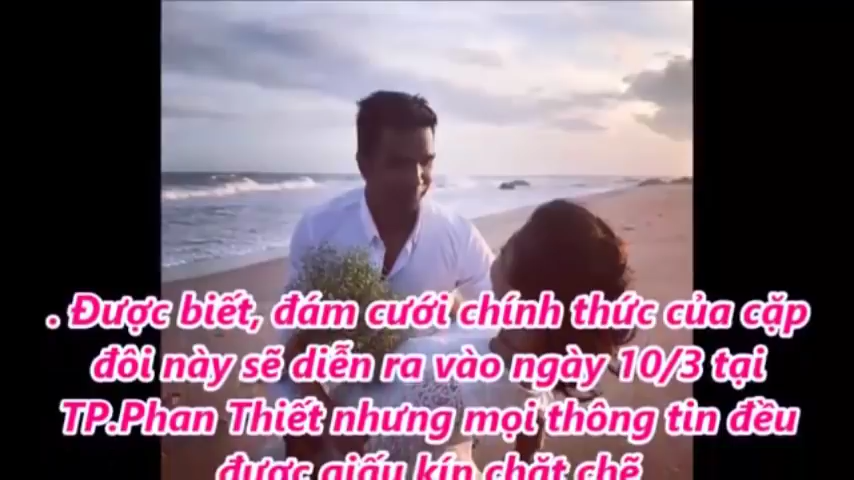 . Được biết, đám cưới chính thức của cặp
đôi này sẽ diễn ra vào ngày 10/3 tại
TP.Phan Thiết nhưng mọi thông tin đều
được giấu kín chặt chẽ